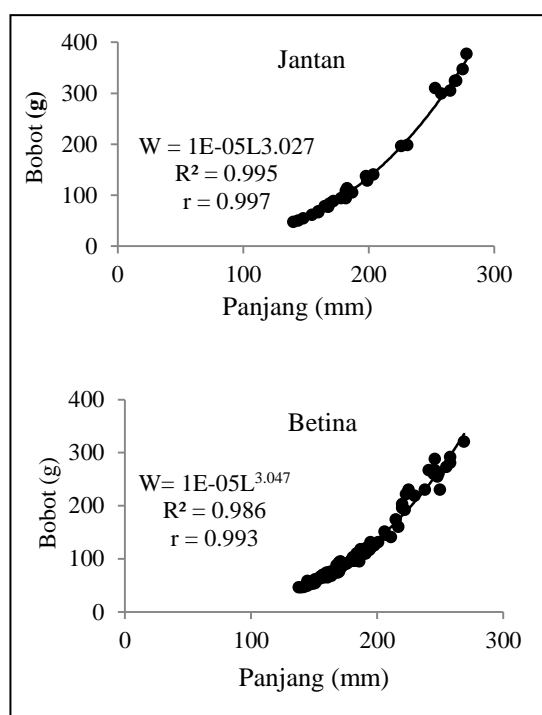 400
Jantan
300
Bobot (g)
W = 1E-05L3.027
200
R² = 0.995
r = 0.997
100
0
0 100 200 300
Panjang (mm)
400
Betina
300
Bobot (g)
W= 1E-05L³·⁰⁴⁷
R² = 0.986
200
r = 0.993
100
0
0 100 200 300
Panjang (mm)